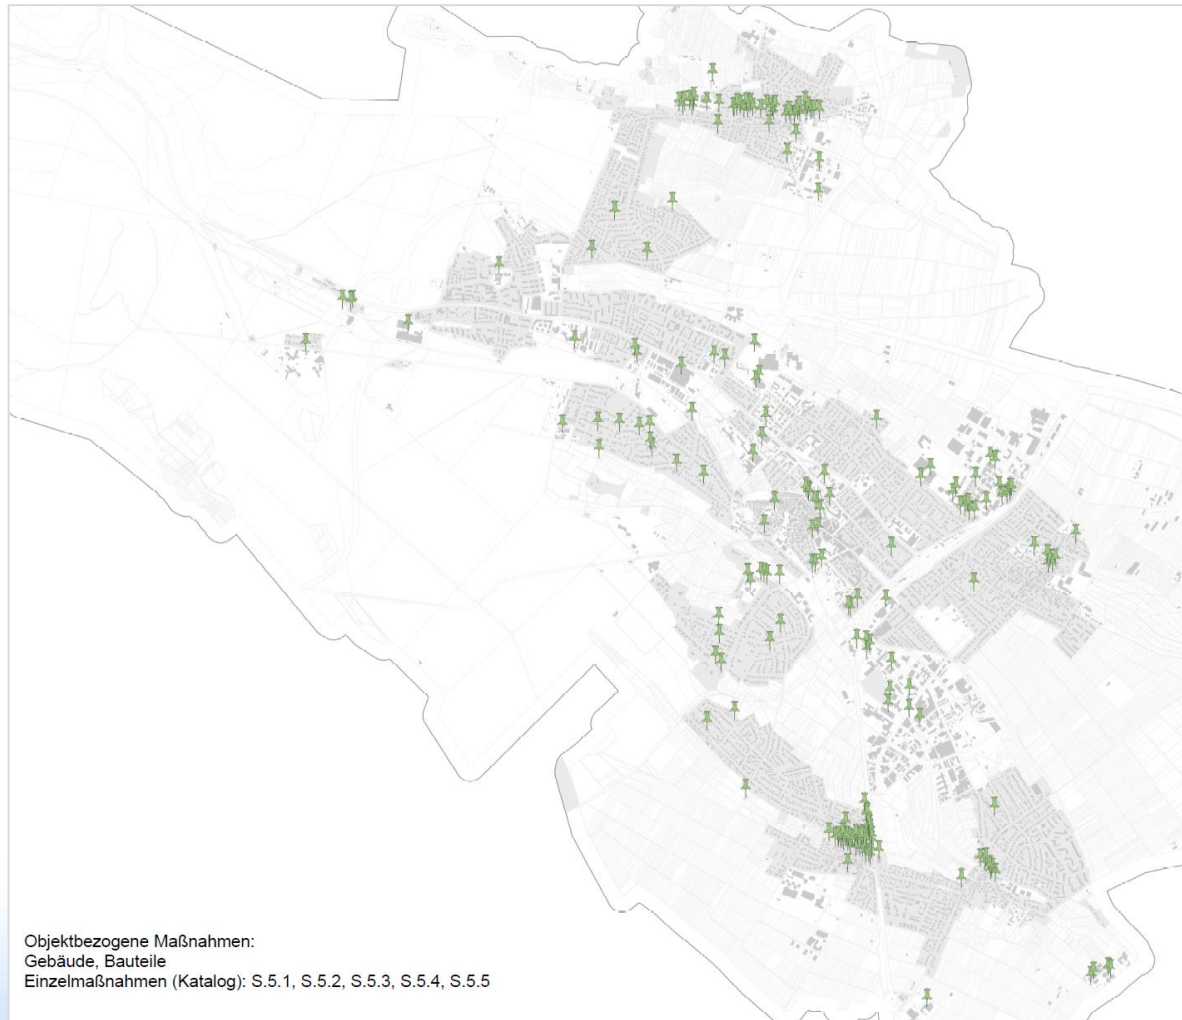 Objektbezogene Maßnahmen:
Gebäude, Bauteile
Einzelmaßnahmen (Katalog): S.5.1, S.5.2, S.5.3, S.5.4, S.5.5